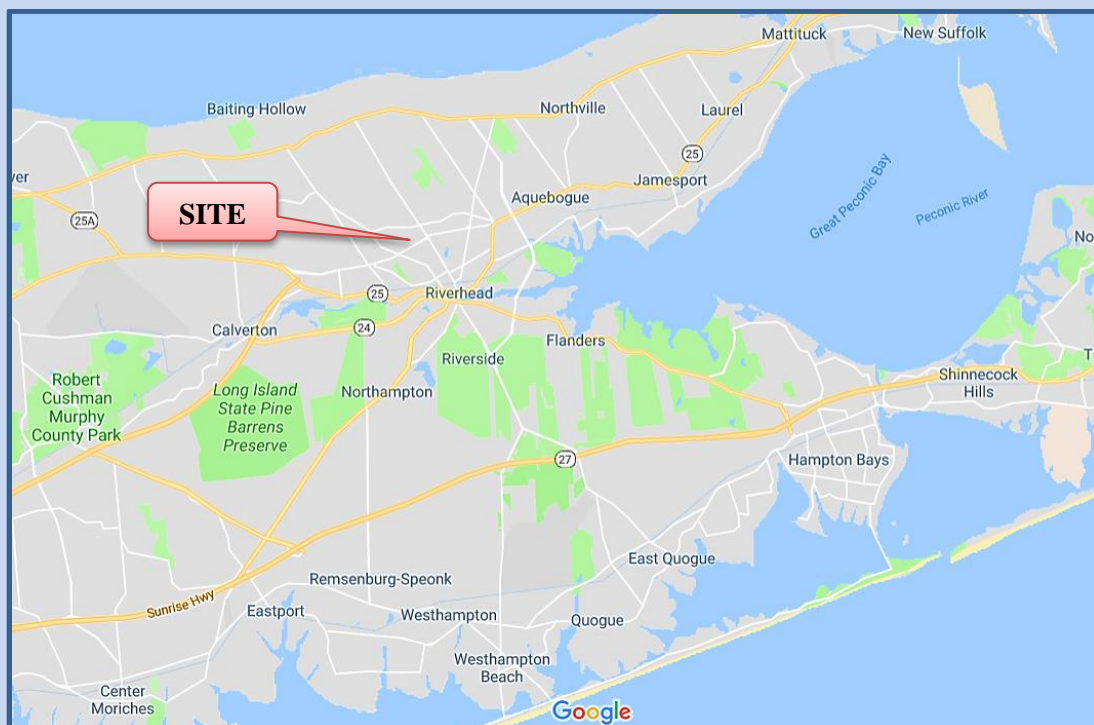 Mattituck
New Suffolk
Baiting Hollow
Northville
Laurel
25
Jamesport
Aquebogue
Great Peconic Bay
Peconic River
25A
SITE
25
Riverhead
Calverton
24
Flanders
Riverside
Robert
Cushman
Murphy
County Park
Long Island
State Pine
Barrens
Preserve
Northampton
Shinnecock
Hills
27
Hampton Bays
East Quogue
Remsenburg-Speonk
Sunrise Hwy
Eastport
Westhampton
Quogue
Westhampton
Beach
Center
Moriches
Google